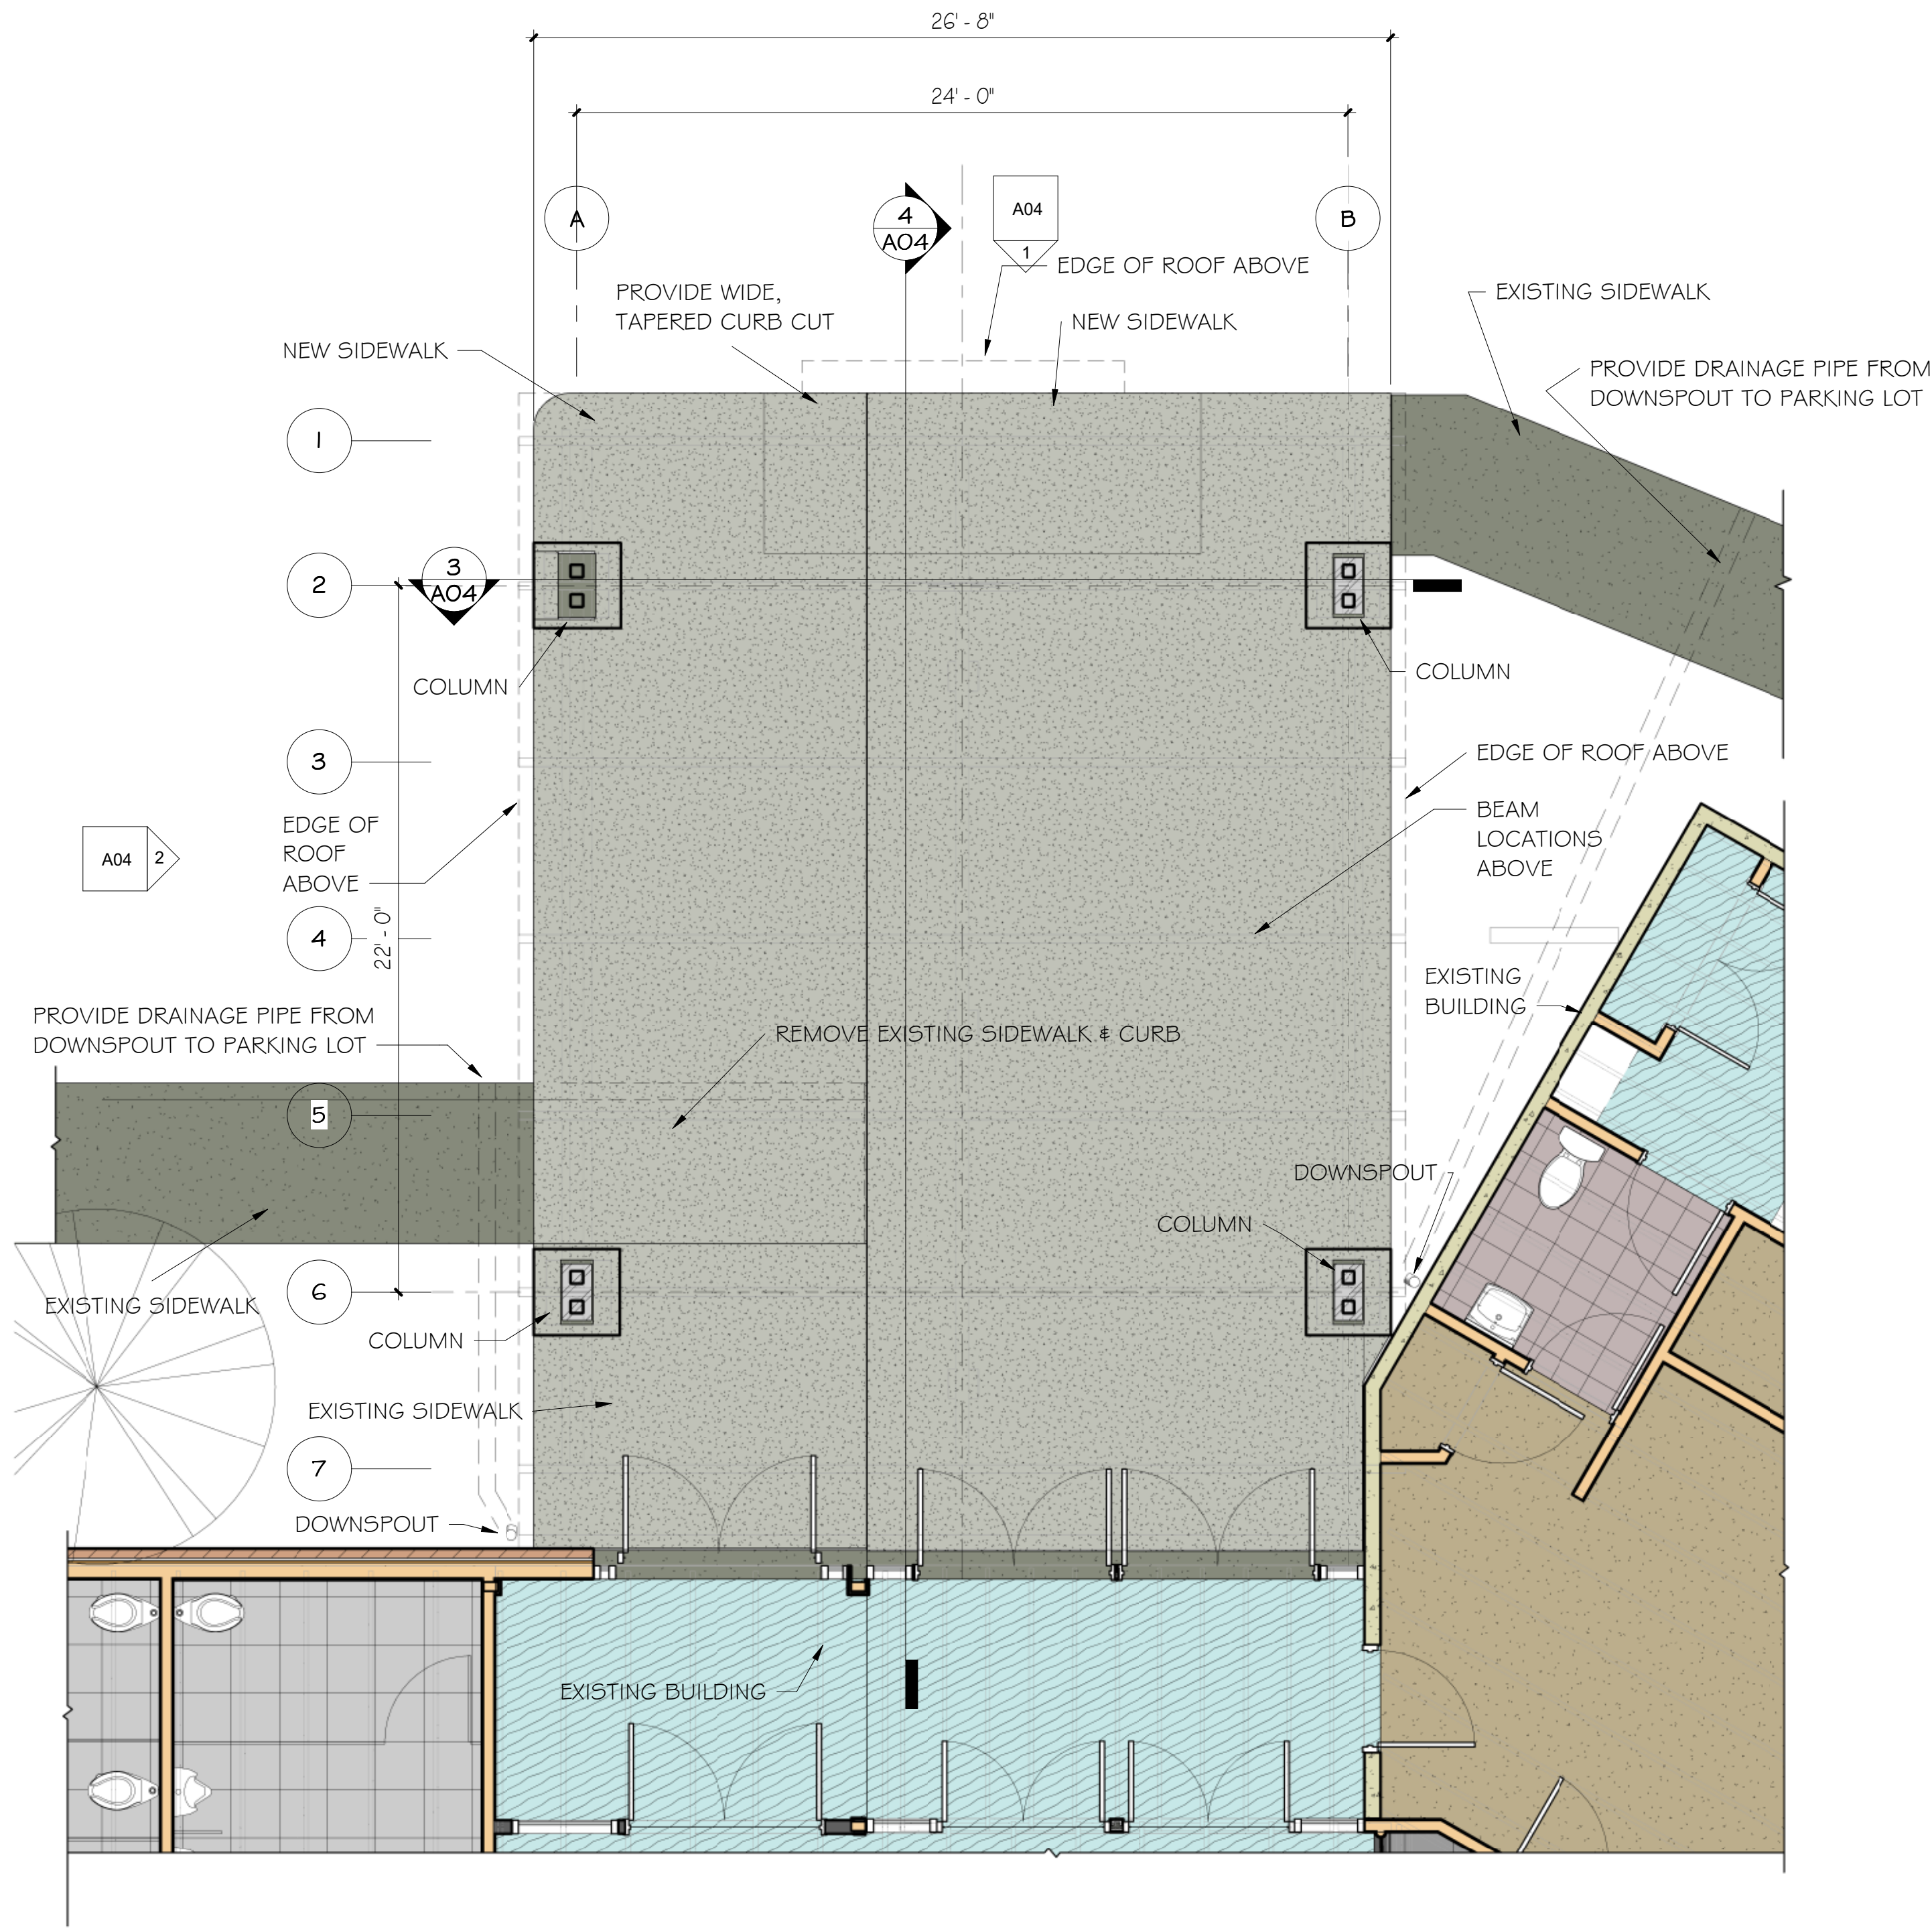 26' - 8"
24' - 0"
A
4
A04
A04
1
B
EDGE OF ROOF ABOVE
PROVIDE WIDE,
TAPERED CURB CUT
NEW SIDEWALK
EXISTING SIDEWALK
NEW SIDEWALK
PROVIDE DRAINAGE PIPE FROM
DOWNSPOUT TO PARKING LOT
1
2
3
A04
COLUMN
COLUMN
3
EDGE OF ROOF ABOVE
EDGE OF
ROOF
ABOVE
BEAM
LOCATIONS
ABOVE
A04
2
4
22' - 0"
EXISTING
BUILDING
PROVIDE DRAINAGE PIPE FROM
DOWNSPOUT TO PARKING LOT
REMOVE EXISTING SIDEWALK & CURB
5
DOWNSPOUT
COLUMN
6
EXISTING SIDEWALK
COLUMN
EXISTING SIDEWALK
7
DOWNSPOUT
EXISTING BUILDING